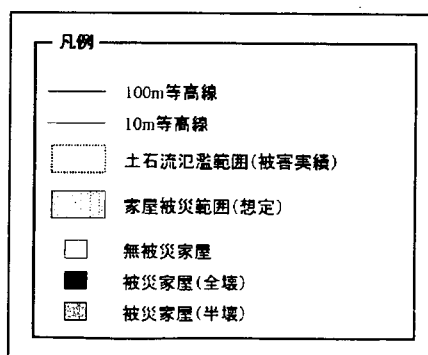 凡例
100m等高線
10m等高線
土石流氾濫範囲(被害実績)
家屋被災範囲(想定)
無被災家屋
被災家屋(全壊)
被災家屋(半壊)